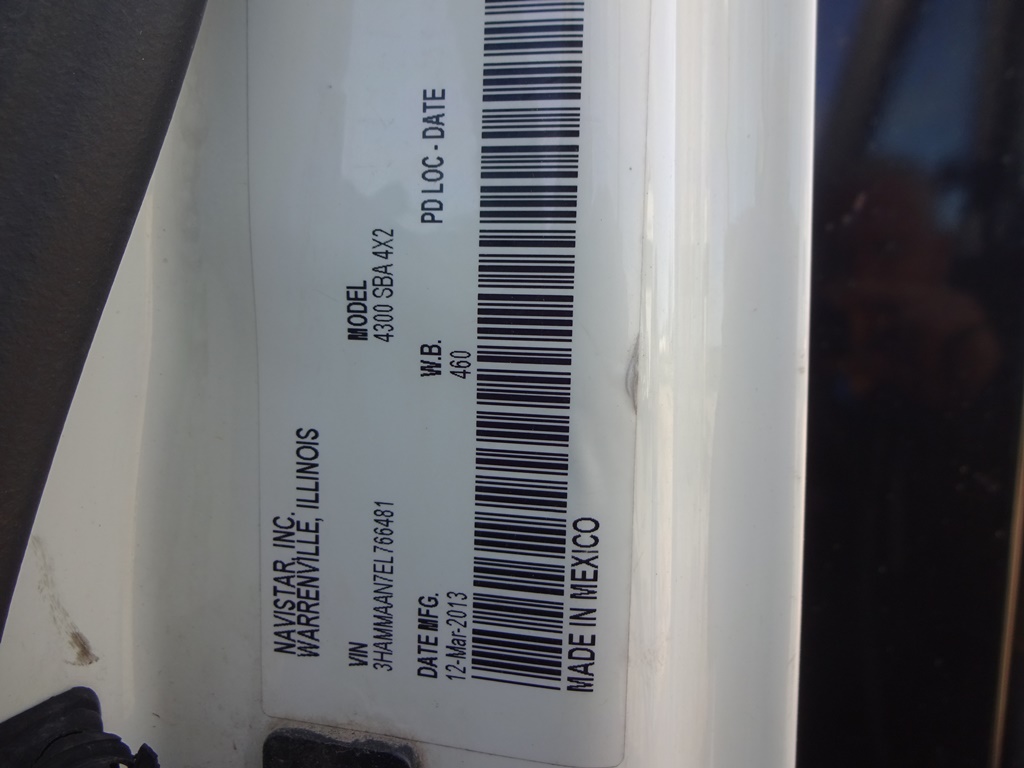 NAVISTAR, INC.
WARRENVILLE, ILLINOIS
VIN MODEL
3HAMMAAN7EL766481 4300 SBA 4X2
DATE MFG. W.B. PD LOC - DATE
12-Mar-2013 460
MADE IN MEXICO